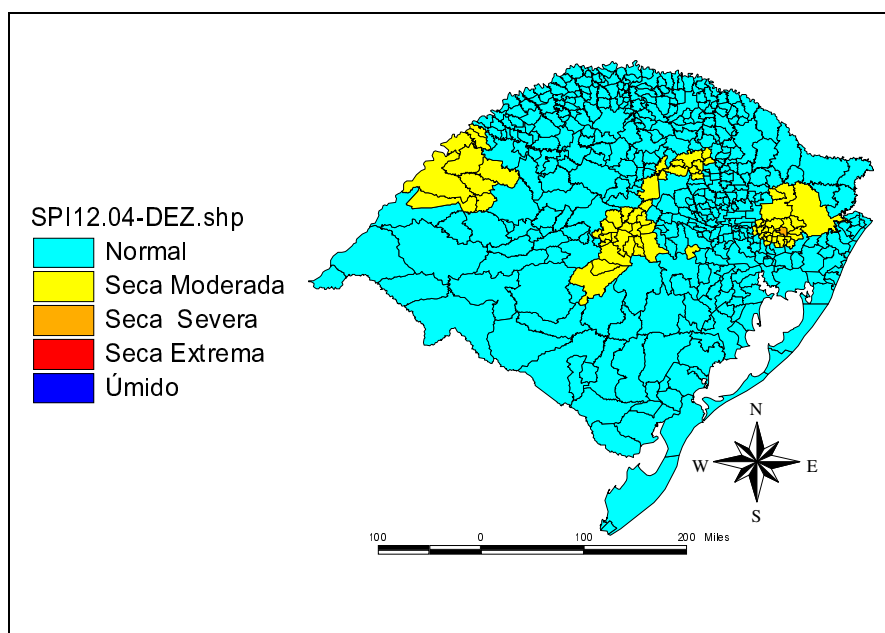 SPI12.04-DEZ.shp
Normal
Seca Moderada
Seca Severa
Seca Extrema
Úmido
N
W E
S
100 0 100 200 Miles